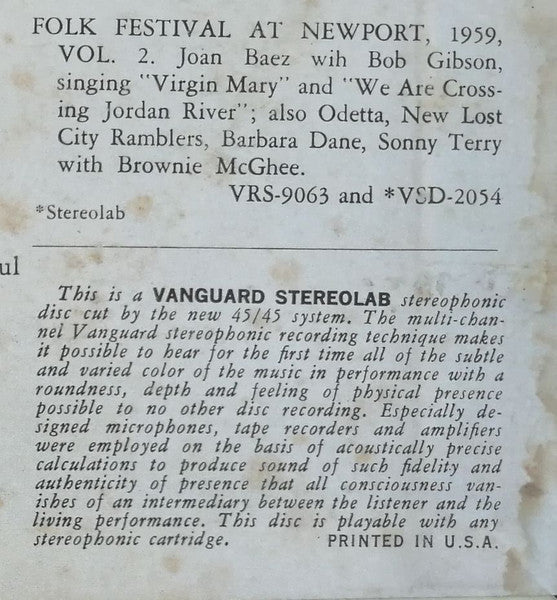 FOLK FESTIVAL AT NEWPORT, 1959,
VOL. 2. Joan Baez wih Bob Gibson,
singing "Virgin Mary" and "We Are Cross-
ing Jordan River"; also Odetta, New Lost
City Ramblers, Barbara Dane, Sonny Terry
with Brownie McGhee.
VRS-9063 and *VSD-2054
*Stereolab
ul
This is a VANGUARD STEREOLAB stereophonic
disc cut by the new 45/45 system. The multi-chan-
nel Vanguard stereophonic recording technique makes
it possible to hear for the first time all of the subtle
and varied color of the music in performance with a
roundness, depth and feeling of physical presence
possible to no other disc recording. Especially de-
signed microphones, tape recorders and amplifiers
were employed on the basis of acoustically precise
calculations to produce sound of such fidelity and
authenticity of presence that all consciousness van-
ishes of an intermediary between the listener and the
living performance. This disc is playable with any
stereophonic cartridge. PRINTED IN U.S.A.